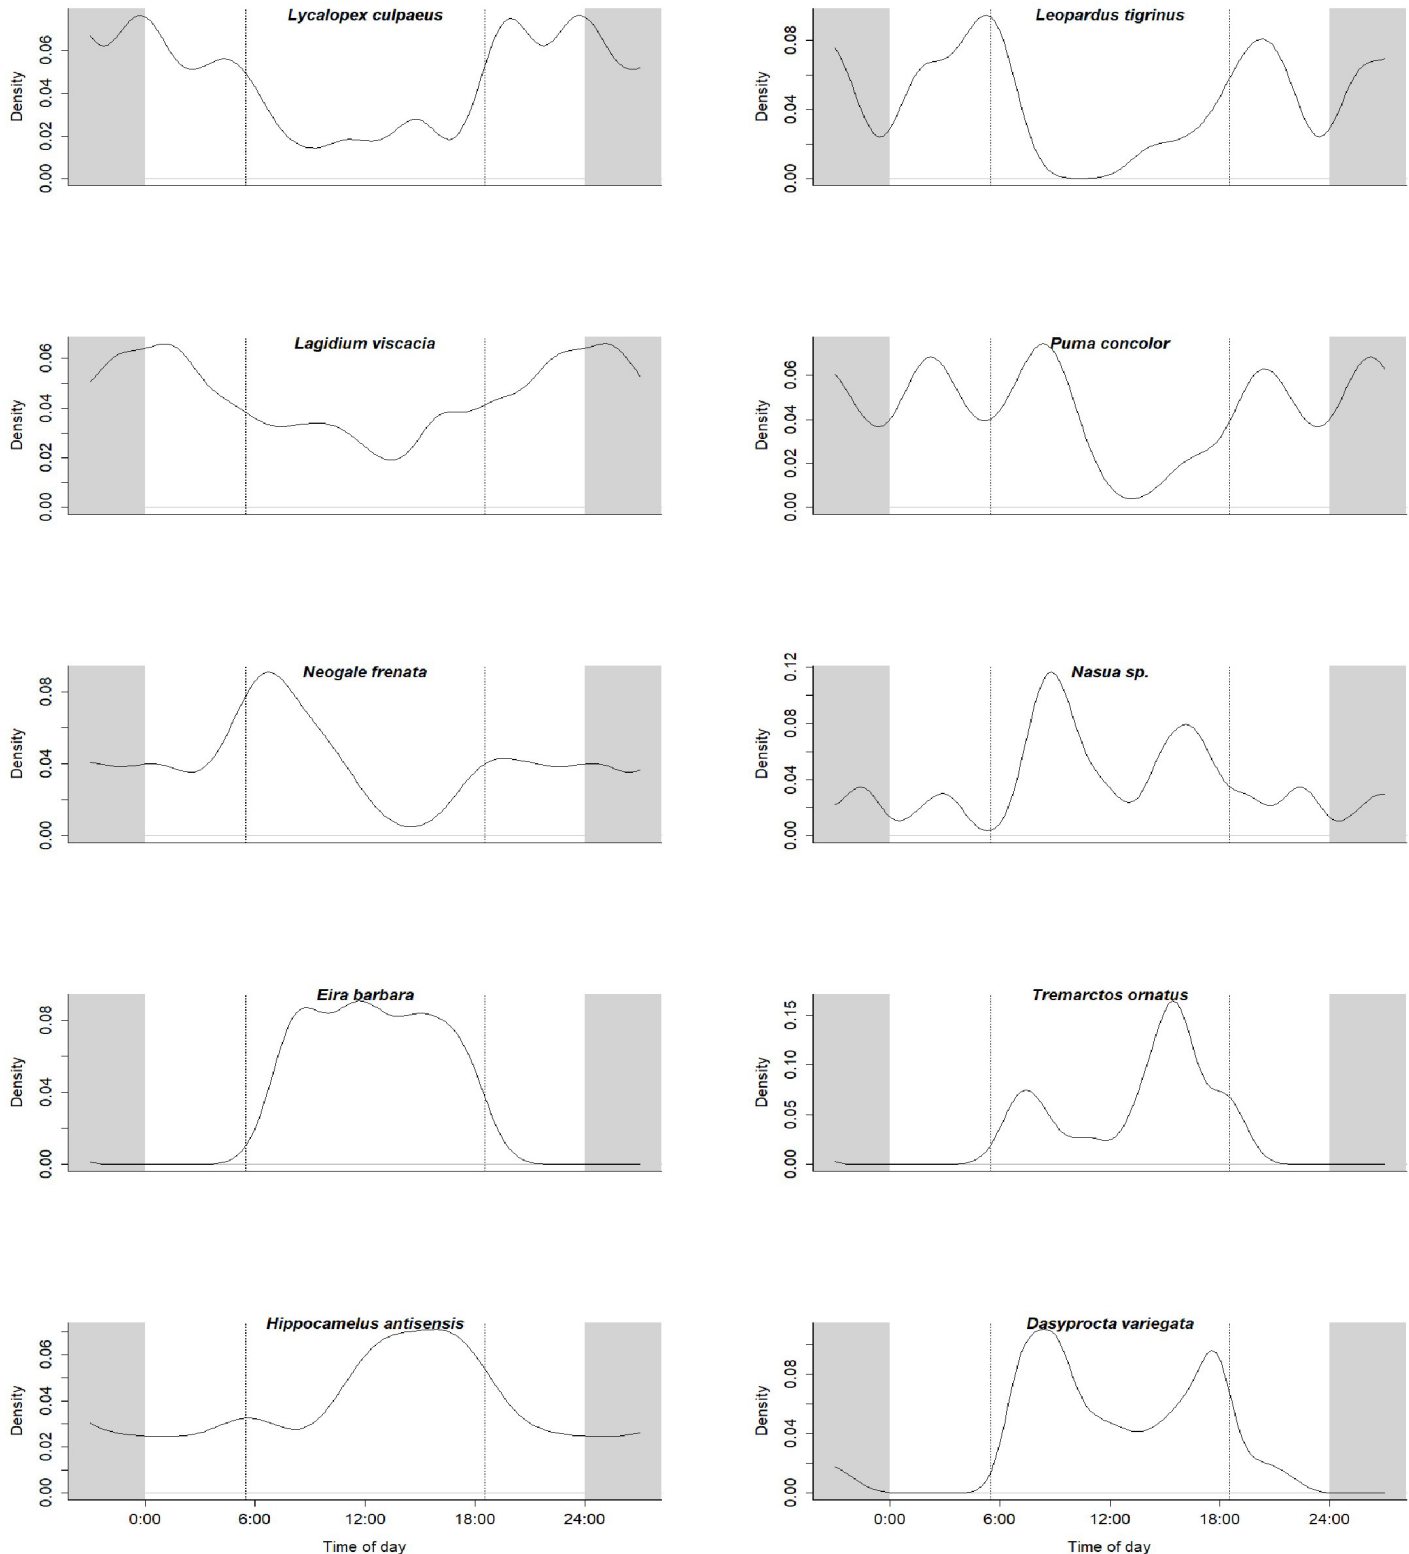 Lycalopex culpaeus
Density
0.00
0.02
0.04
0.06
Leopardus tigrinus
Density
0.00
0.04
0.08
Lagidium viscacia
Density
0.00
0.02
0.04
0.06
Puma concolor
Density
0.00
0.02
0.04
0.06
Neogale frenata
Density
0.00
0.04
0.08
Nasua sp.
Density
0.00
0.04
0.08
0.12
Eira barbara
Density
0.00
0.04
0.08
Tremarctos ornatus
Density
0.00
0.05
0.10
0.15
Hippocamelus antisensis
Density
0.00
0.02
0.04
0.06
0:00 6:00 12:00 18:00 24:00
Time of day
Dasyprocta variegata
Density
0.00
0.04
0.08
0:00 6:00 12:00 18:00 24:00
Time of day